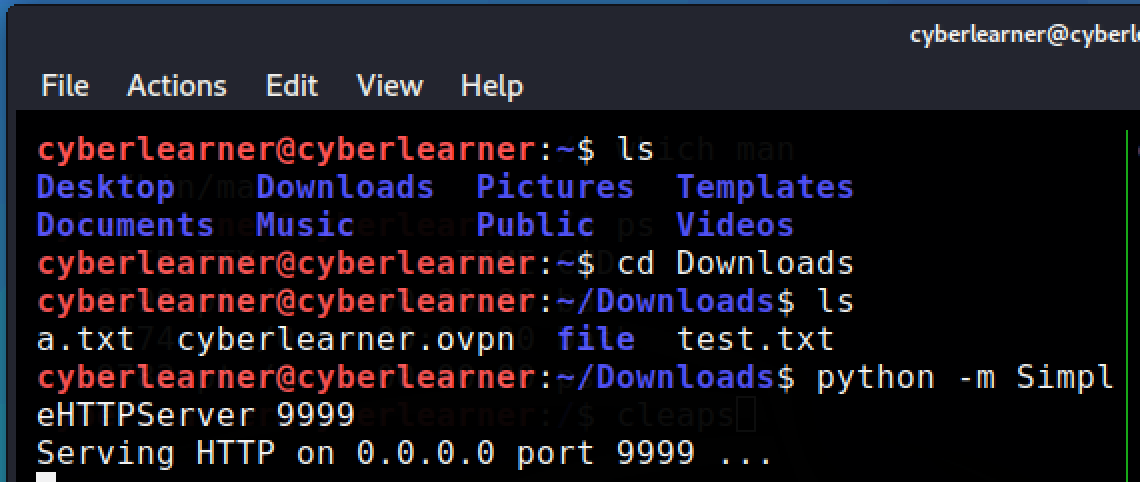 cyberlearner@cyberl
File Actions Edit View Help
cyberlearner@cyberlearner:~$ ls
Desktop Downloads Pictures Templates
Documents Music Public Videos
cyberlearner@cyberlearner:~$ cd Downloads
cyberlearner@cyberlearner:~/Downloads$ ls
a.txt cyberlearner.ovpn file test.txt
cyberlearner@cyberlearner:~/Downloads$ python -m Simpl
eHTTPServer 9999
Serving HTTP on 0.0.0.0 port 9999 ...